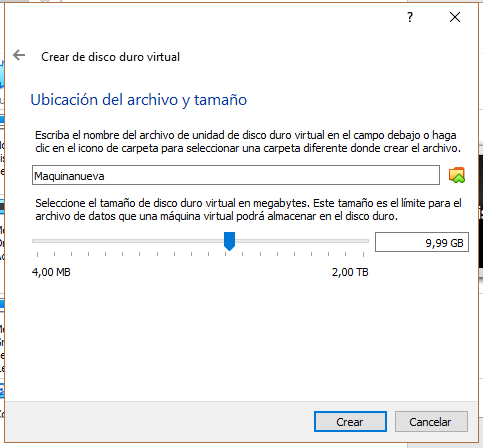 ?
Crear de disco duro virtual
Ubicación del archivo y tamaño
Escriba el nombre del archivo de unidad de disco duro virtual en el campo debajo o haga
clic en el icono de carpeta para seleccionar una carpeta diferente donde crear el archivo.
Maquinanueva
Seleccione el tamaño de disco duro virtual en megabytes. Este tamaño es el límite para el
archivo de datos que una máquina virtual podrá almacenar en el disco duro.
9,99 GB
4,00 MB 2,00 TB
Crear Cancelar